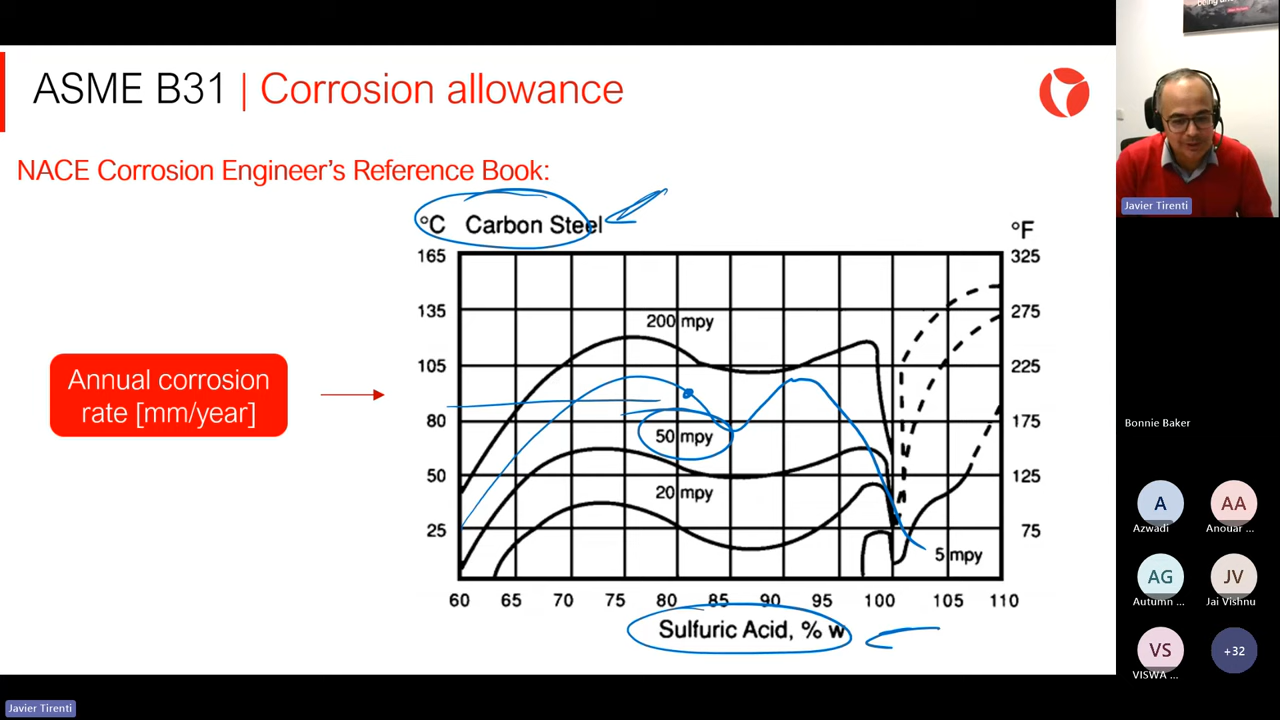 being and
ASME B31 | Corrosion allowance
NACE Corrosion Engineer's Reference Book:
°C Carbon Steel
°F
165
325
135
275
200 mpy
105
225
80
175
50 mpy
50
125
20 mpy
25
75
5 mpy
60 65 70 75 80 85 90 95 100 105 110
Sulfuric Acid, % w
Annual corrosion
rate [mm/year]
Javier Tirenti
Bonnie Baker
A
Azwadi
AA
Anouar ...
AG
Autumn ...
JV
Jai Vishnu
VS
VISWA ...
+32
Javier Tirenti